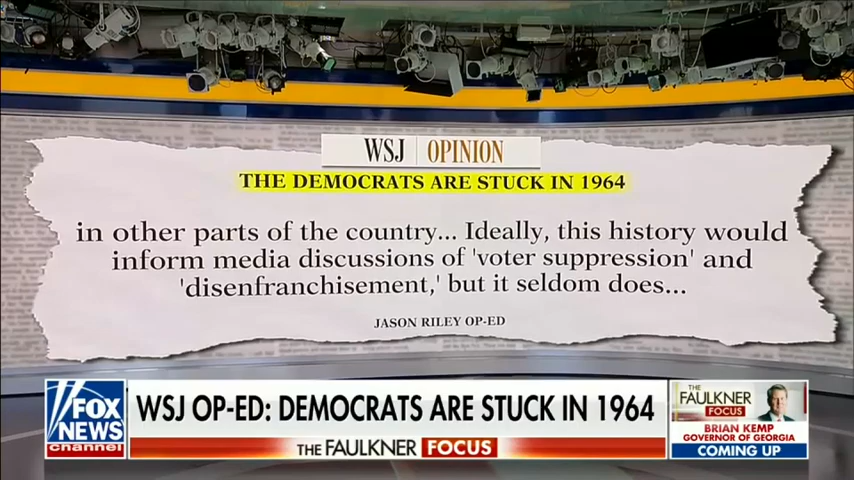 WSJ OPINION
THE DEMOCRATS ARE STUCK IN 1964
in other parts of the country... Ideally, this history would
inform media discussions of 'voter suppression' and
'disenfranchisement,' but it seldom does...
JASON RILEY OP-ED
FOX
NEWS
channel
WSJ OP-ED: DEMOCRATS ARE STUCK IN 1964
THE FAULKNER FOCUS
THE
FAULKNER
FOCUS
BRIAN KEMP
GOVERNOR OF GEORGIA
COMING UP